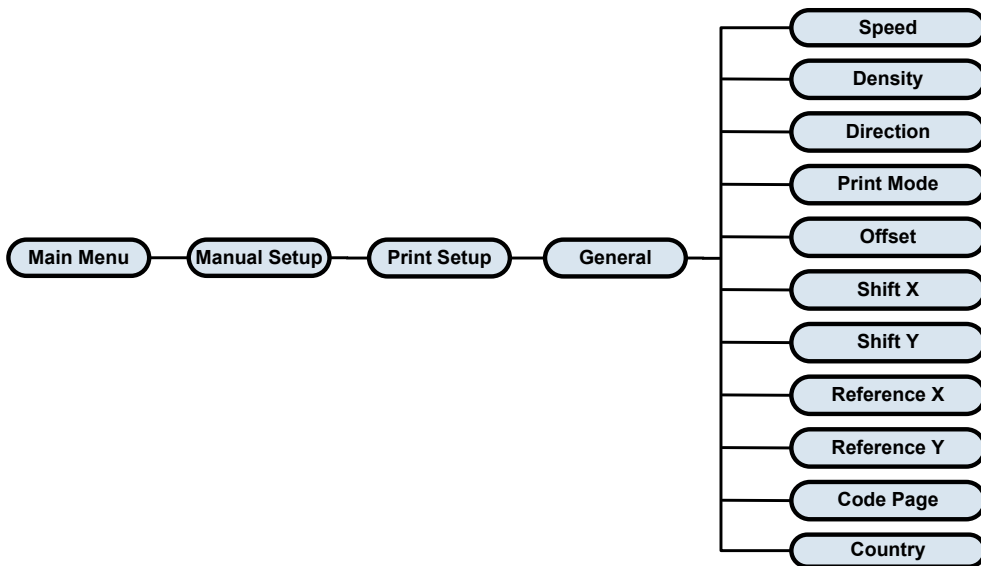 Main Menu
Manual Setup
Print Setup
General
Speed
Density
Direction
Print Mode
Offset
Shift X
Shift Y
Reference X
Reference Y
Code Page
Country